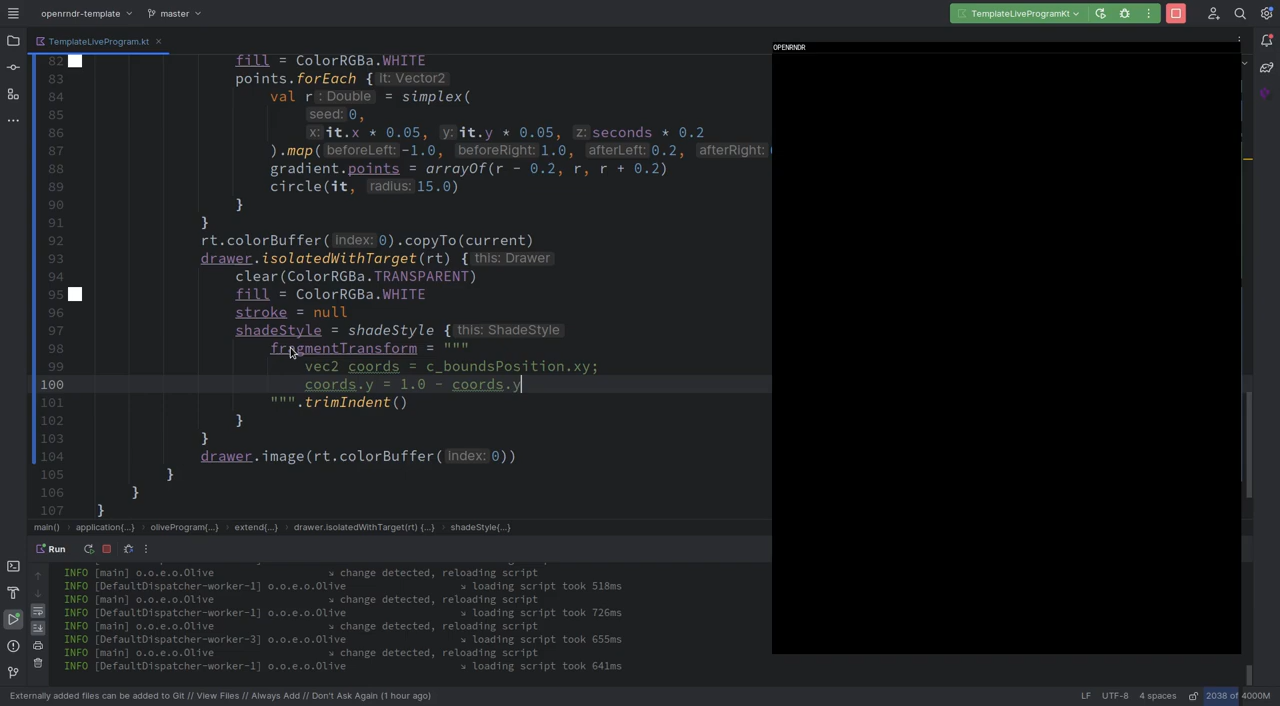 openrndr-template
master
TemplateLiveProgramKt
TemplateLiveProgram.kt
OPENRNDR
82 fill = ColorRGBa.WHITE
83 points.forEach { it: Vector2
84 val r : Double = simplex(
85 seed: 0,
86 x: it.x * 0.05, y: it.y * 0.05, z: seconds * 0.2
87 ).map( beforeLeft: -1.0, beforeRight: 1.0, afterLeft: 0.2, afterRight:
88 gradient.points = arrayOf(r - 0.2, r, r + 0.2)
89 circle(it, radius: 15.0)
90 }
91 }
92 rt.colorBuffer( index: 0).copyTo(current)
93 drawer.isolatedWithTarget(rt) { this: Drawer
94 clear(ColorRGBa.TRANSPARENT)
95 fill = ColorRGBa.WHITE
96 stroke = null
97 shadeStyle = shadeStyle { this: ShadeStyle
98 fragmentTransform = """
99 vec2 coords = c_boundsPosition.xy;
100 coords.y = 1.0 - coords.y
101 """.trimIndent()
102 }
103 }
104 drawer.image(rt.colorBuffer( index: 0))
105 }
106 }
107 }
main() application{...} oliveProgram{...} extend{...} drawer.isolatedWithTarget(rt) {...} shadeStyle{...}
Run
INFO [main] o.o.e.o.Olive ↘ change detected, reloading script
INFO [DefaultDispatcher-worker-1] o.o.e.o.Olive ↘ loading script took 518ms
INFO [main] o.o.e.o.Olive ↘ change detected, reloading script
INFO [DefaultDispatcher-worker-1] o.o.e.o.Olive ↘ loading script took 726ms
INFO [main] o.o.e.o.Olive ↘ change detected, reloading script
INFO [DefaultDispatcher-worker-3] o.o.e.o.Olive ↘ loading script took 655ms
INFO [main] o.o.e.o.Olive ↘ change detected, reloading script
INFO [DefaultDispatcher-worker-1] o.o.e.o.Olive ↘ loading script took 641ms
Externally added files can be added to Git // View Files // Always Add // Don't Ask Again (1 hour ago)
LF UTF-8 4 spaces 2038 of 4000M